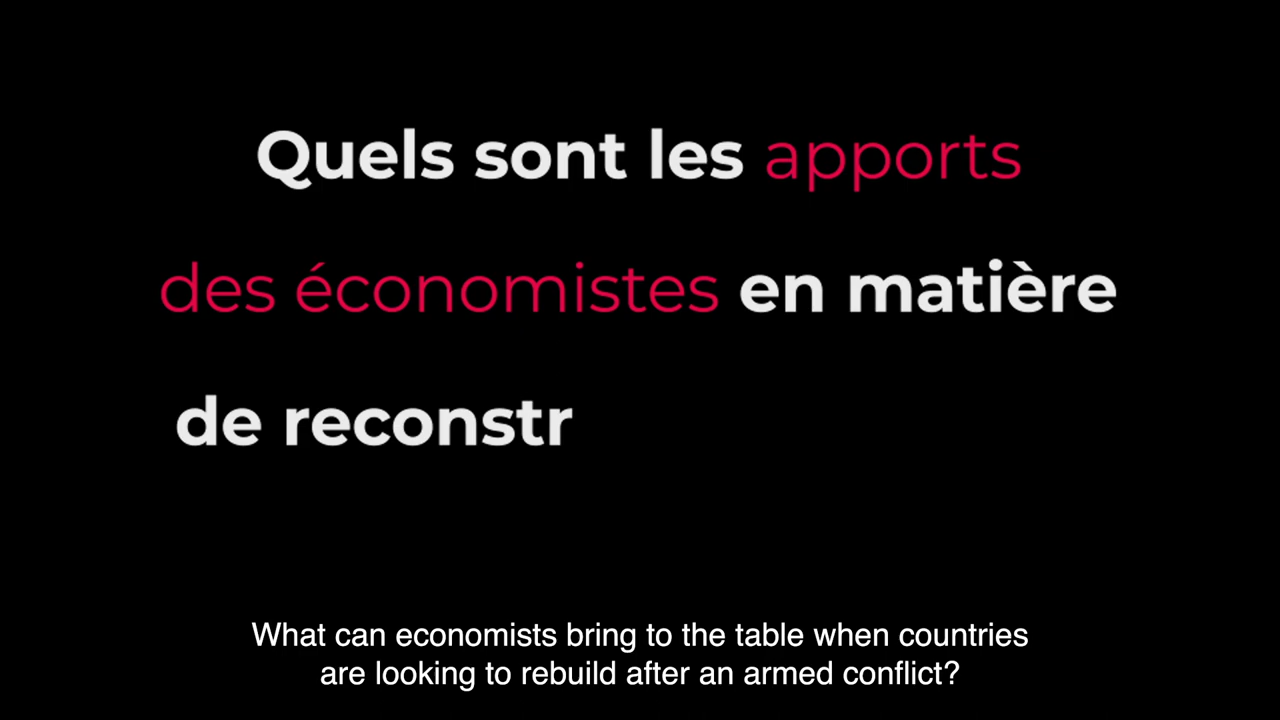 Quels sont les apports
des économistes en matière
de reconstr
What can economists bring to the table when countries
are looking to rebuild after an armed conflict?